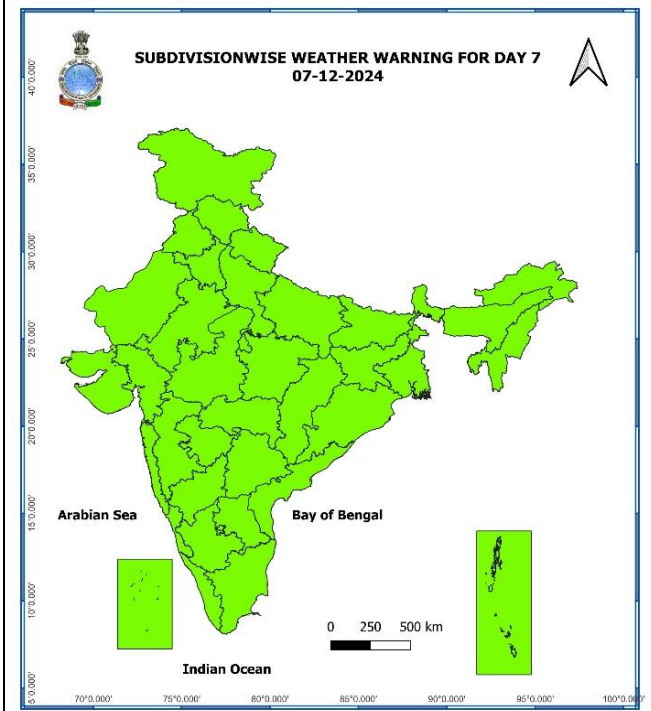 SUBDIVISIONWISE WEATHER WARNING FOR DAY 7
07-12-2024
40°0.000'
35°0.000'
30°0.000'
25°0.000'
20°0.000'
15°0.000'
10°0.000'
5°0.000'
Arabian Sea
Bay of Bengal
0 250 500 km
Indian Ocean
70°0.000' 75°0.000' 80°0.000' 85°0.000' 90°0.000' 95°0.000' 100°0.000'